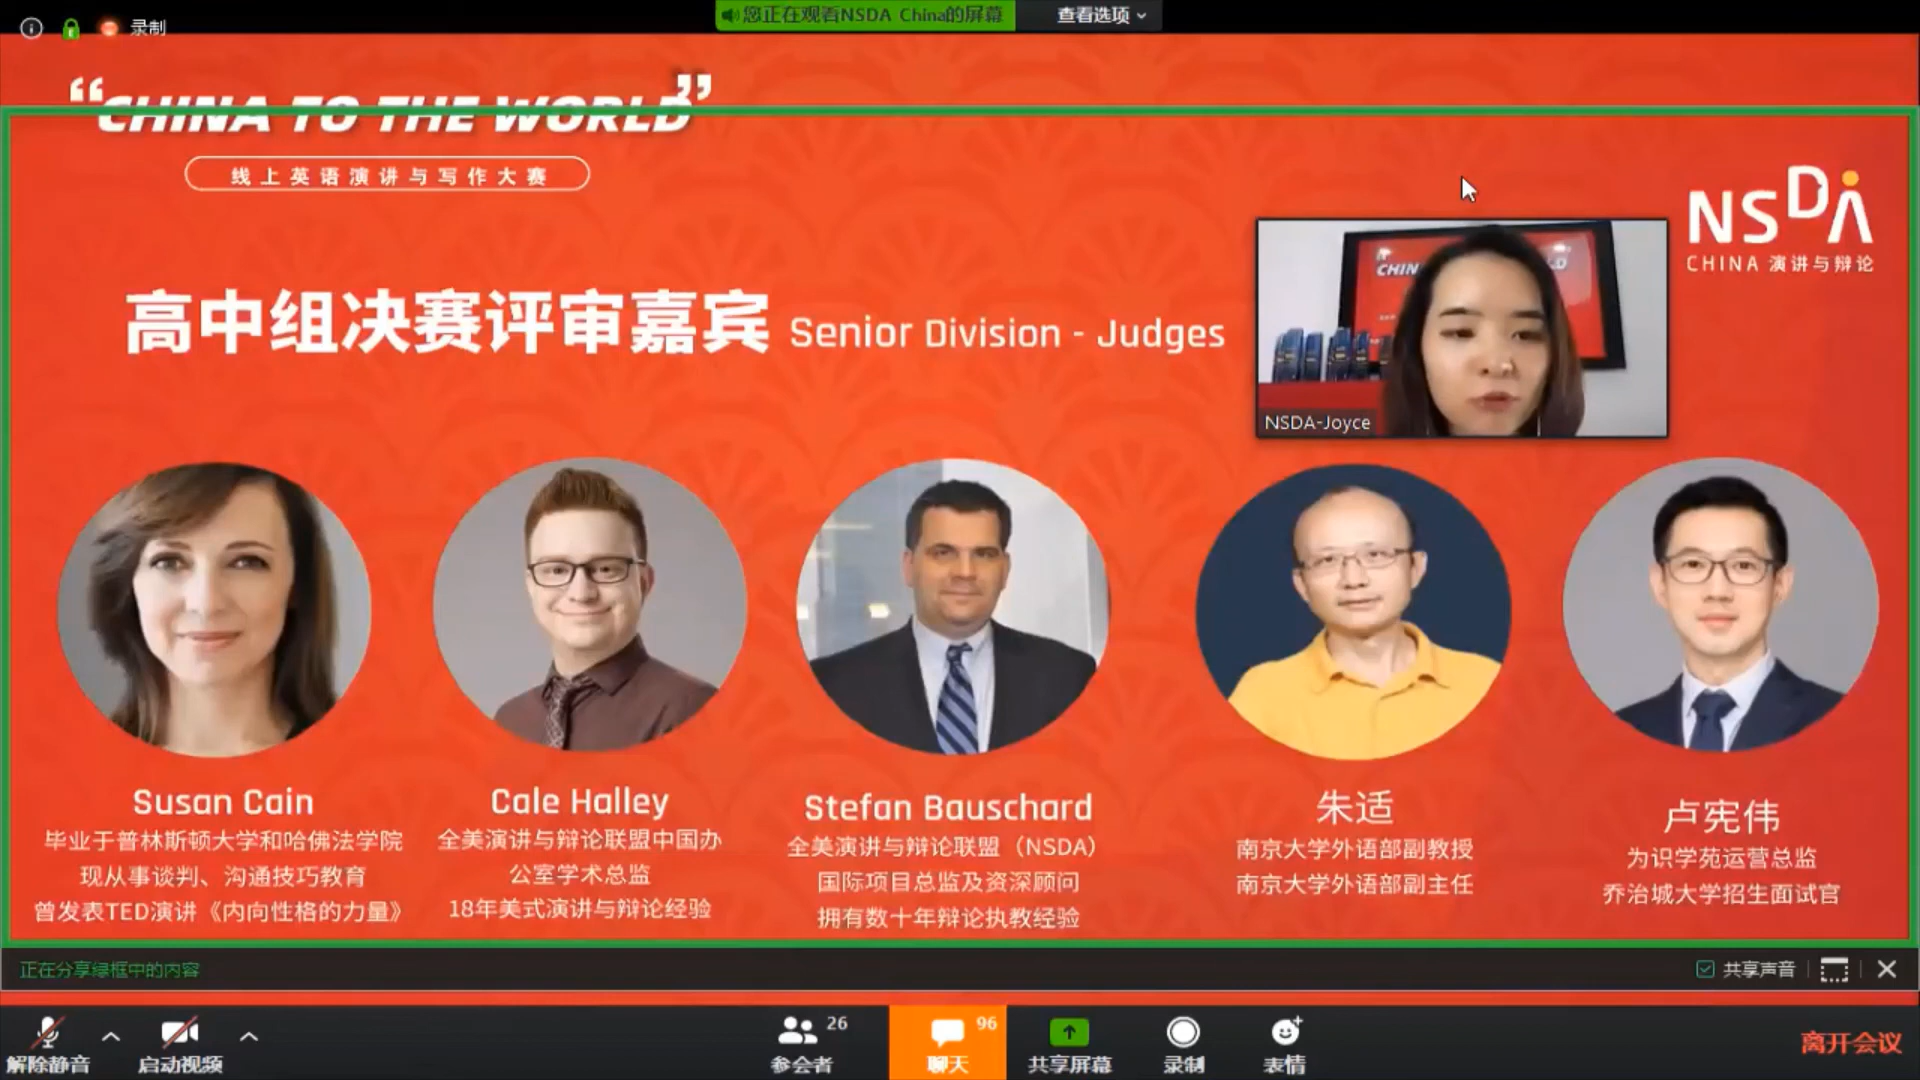 您正在观看NSDA China的屏幕
查看选项
录制
“CHINA TO THE WORLD”
线上英语演讲与写作大赛
NSDA
CHINA 演讲与辩论
高中组决赛评审嘉宾 Senior Division - Judges
CHIN
LD
NSDA-Joyce
Susan Cain
毕业于普林斯顿大学和哈佛法学院
现从事谈判、沟通技巧教育
曾发表TED演讲《内向性格的力量》
Cale Halley
全美演讲与辩论联盟中国办
公室学术总监
18年美式演讲与辩论经验
Stefan Bauschard
全美演讲与辩论联盟（NSDA）
国际项目总监及资深顾问
拥有数十年辩论执教经验
朱适
南京大学外语部副教授
南京大学外语部副主任
卢宪伟
为识学苑运营总监
乔治城大学招生面试官
正在分享绿框中的内容
共享声音
解除静音
启动视频
26
参会者
96
聊天
共享屏幕
录制
表情
离开会议